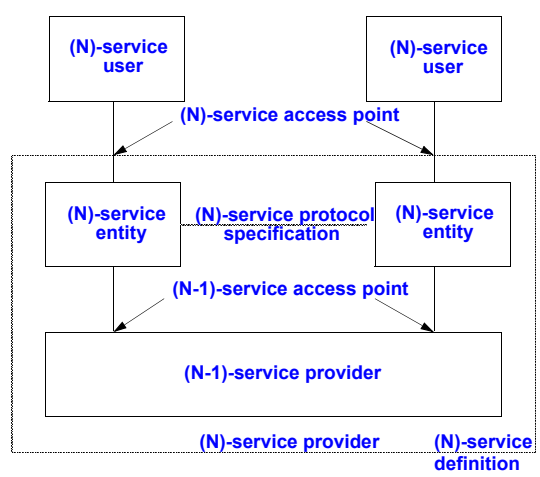 (N)-service
user
(N)-service
user
(N)-service access point
(N)-service
entity
(N)-service protocol
specification
(N)-service
entity
(N-1)-service access point
(N-1)-service provider
(N)-service provider
(N)-service
definition